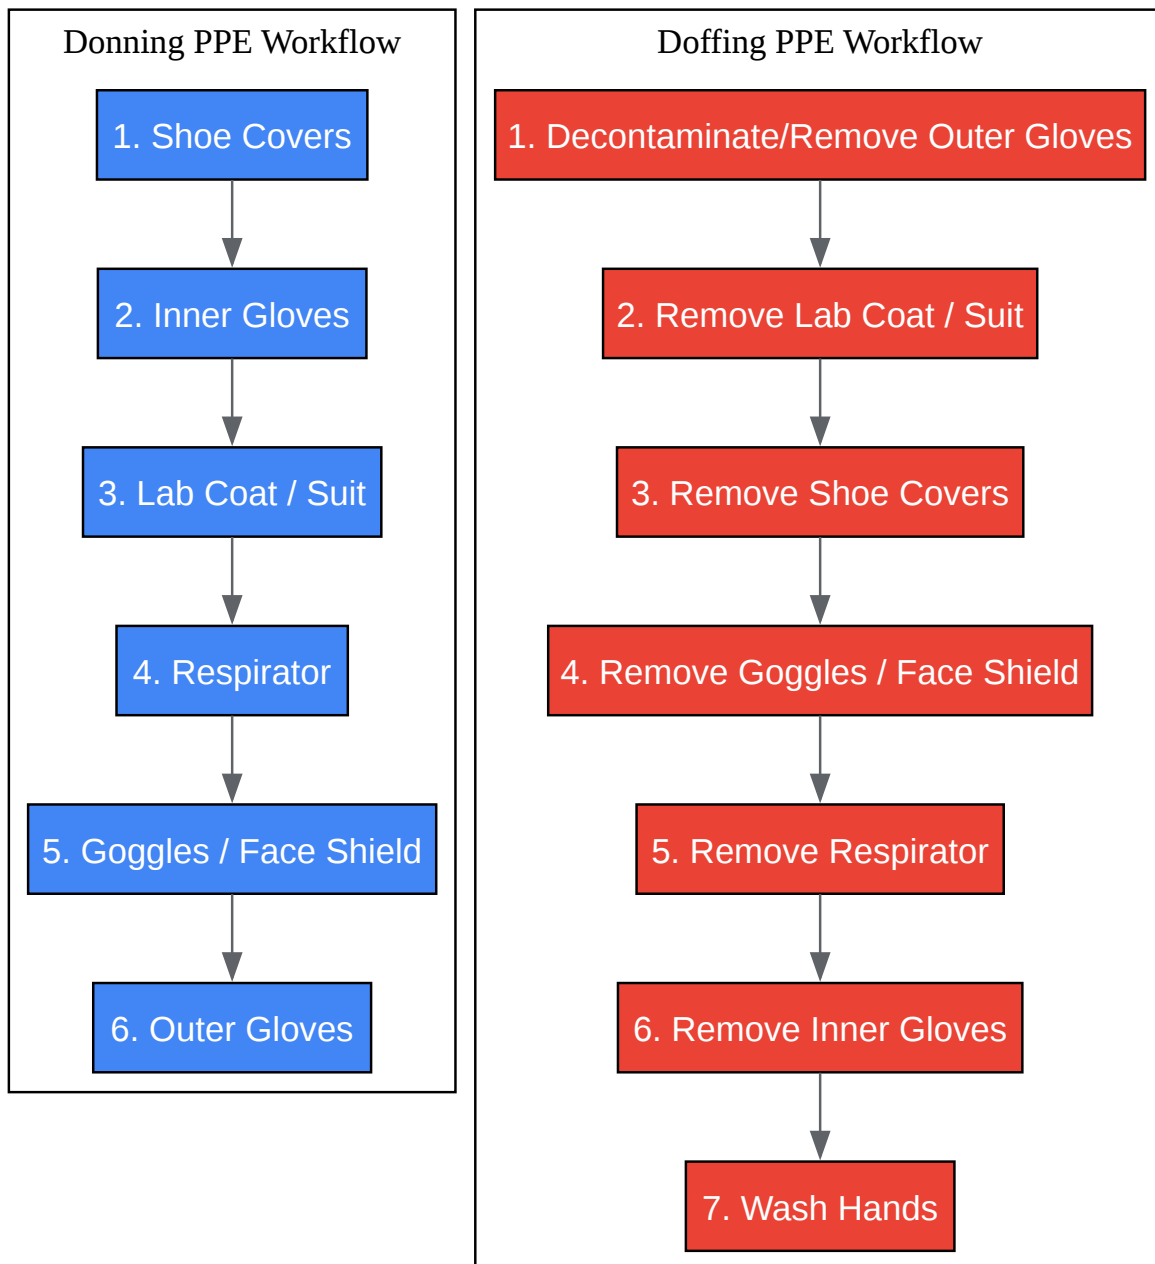 Donning PPE Workflow
1. Shoe Covers
2. Inner Gloves
3. Lab Coat / Suit
4. Respirator
5. Goggles / Face Shield
6. Outer Gloves
Doffing PPE Workflow
1. Decontaminate/Remove Outer Gloves
2. Remove Lab Coat / Suit
3. Remove Shoe Covers
4. Remove Goggles / Face Shield
5. Remove Respirator
6. Remove Inner Gloves
7. Wash Hands